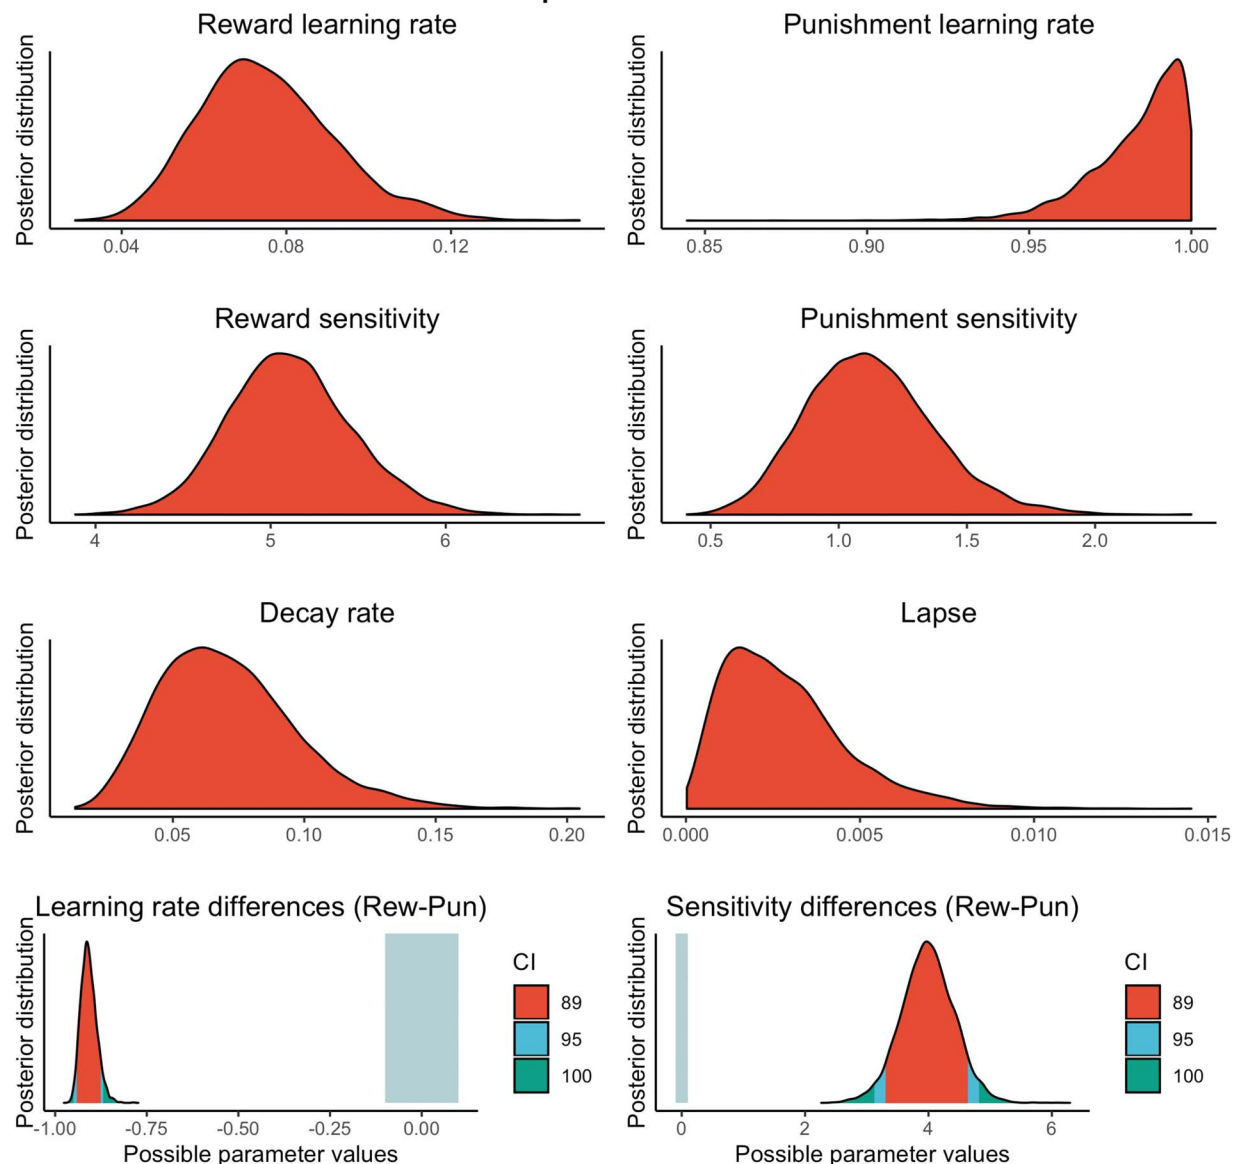 Reward learning rate
Posterior distribution
0.04 0.08 0.12
Punishment learning rate
Posterior distribution
0.85 0.90 0.95 1.00
Reward sensitivity
Posterior distribution
4 5 6
Punishment sensitivity
Posterior distribution
0.5 1.0 1.5 2.0
Decay rate
Posterior distribution
0.05 0.10 0.15 0.20
Lapse
Posterior distribution
0.000 0.005 0.010 0.015
Learning rate differences (Rew-Pun)
Posterior distribution
-1.00 -0.75 -0.50 -0.25 0.00
Possible parameter values
CI
89
95
100
Sensitivity differences (Rew-Pun)
Posterior distribution
0 2 4 6
Possible parameter values
CI
89
95
100